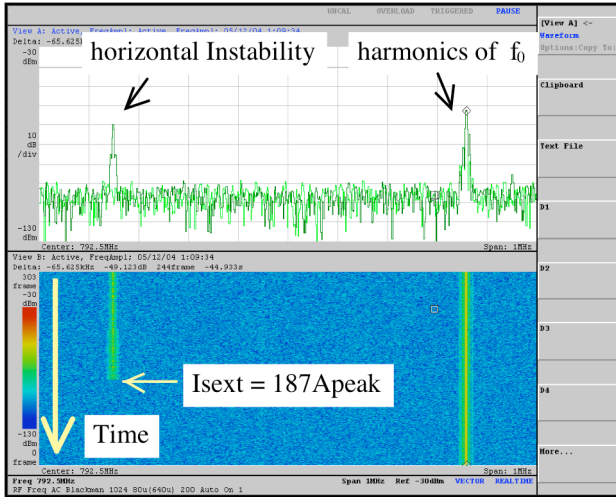 UNCAL OVERLOAD TRIGGERED PAUSE
[View A] <-
Waveform
Options:Copy To:
Clipboard
Text File
D1
D2
D3
D4
More...
View A: Active, FreqAmpl, FreqAmpl: 05/12/04 1:09:34
Delta: -65.625k
-30
dBm
horizontal Instability
harmonics of f0
10
dB
/div
-130
dBm
Center: 792.5MHz Span: 1MHz
View B: Active, FreqAmpl: 05/12/04 1:09:34
Delta: -65.625kHz -49.123dB 244frame -44.933s
303
frame
-30
dBm
Isext = 187Apeak
Time
-130
dBm
0
frame
Center: 792.5MHz Span: 1MHz
Freq 792.5MHz Span 1MHz Ref -30dBm VECTOR REALTIME
RF Freq AC Blackman 1024 80u(640u) 200 Auto On 1